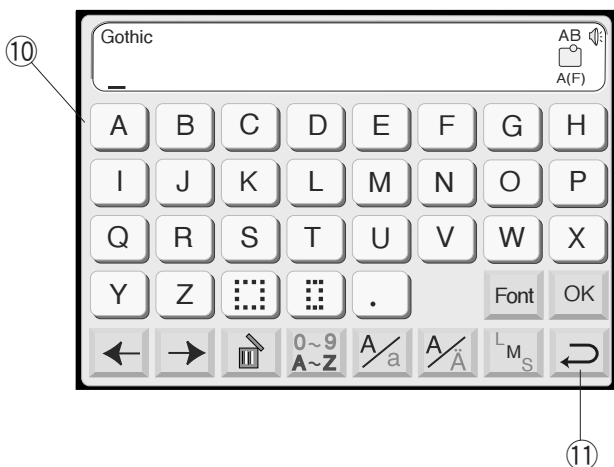 ⑩
Gothic
AB
A(F)
A B C D E F G H
I J K L M N O P
Q R S T U V W X
Y Z . Font OK
0~9
A~Z
A/a
A/Ä
L M S
⑪